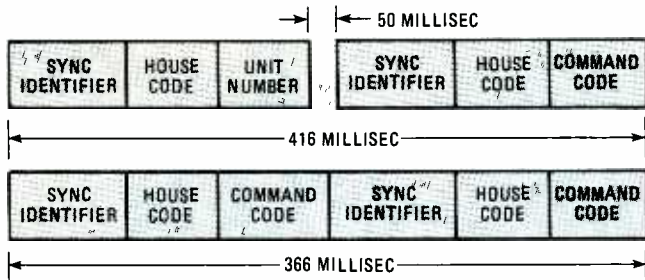 50 MILLISEC
SYNC IDENTIFIER HOUSE CODE UNIT NUMBER SYNC IDENTIFIER HOUSE CODE COMMAND CODE
416 MILLISEC
SYNC IDENTIFIER HOUSE CODE COMMAND CODE SYNC IDENTIFIER HOUSE CODE COMMAND CODE
366 MILLISEC